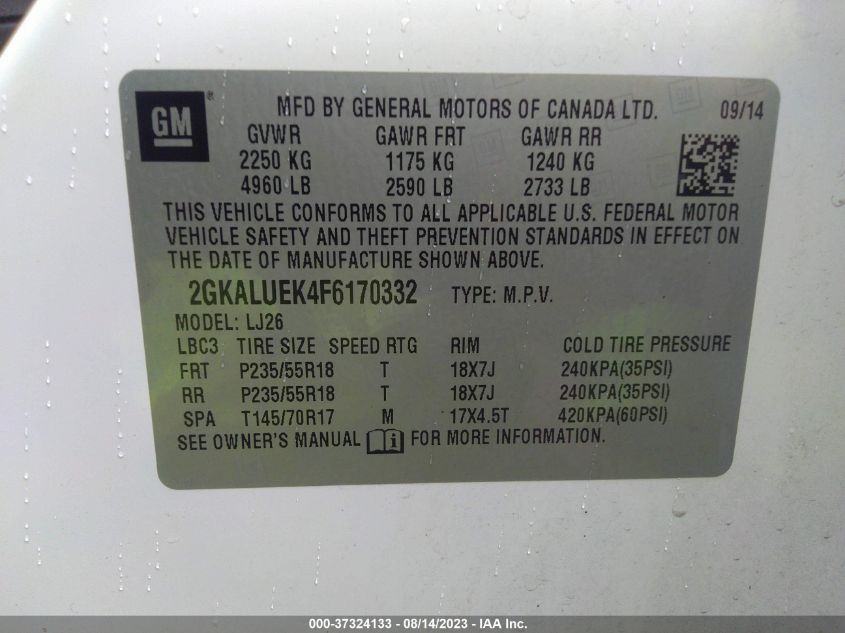 GM®
MFD BY GENERAL MOTORS OF CANADA LTD. 09/14
GVWR GAWR FRT GAWR RR
2250 KG 1175 KG 1240 KG
4960 LB 2590 LB 2733 LB
THIS VEHICLE CONFORMS TO ALL APPLICABLE U.S. FEDERAL MOTOR
VEHICLE SAFETY AND THEFT PREVENTION STANDARDS IN EFFECT ON
THE DATE OF MANUFACTURE SHOWN ABOVE.
2GKALUEK4F6170332 TYPE: M.P.V.
MODEL: LJ26
LBC3 TIRE SIZE SPEED RTG RIM COLD TIRE PRESSURE
FRT P235/55R18 T 18X7J 240KPA(35PSI)
RR P235/55R18 T 18X7J 240KPA(35PSI)
SPA T145/70R17 M 17X4.5T 420KPA(60PSI)
SEE OWNER'S MANUAL FOR MORE INFORMATION.
000-37324133 - 08/14/2023 - IAA Inc.